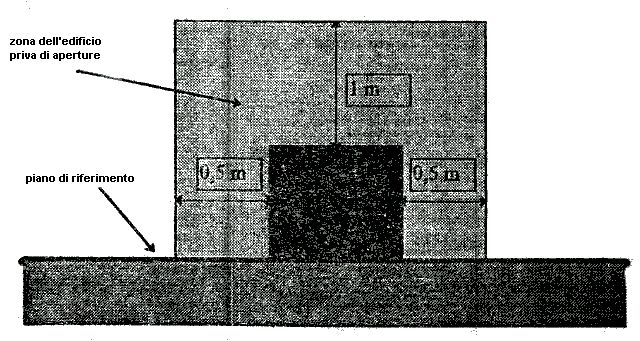 zona dell'edificio
priva di aperture
1 m
0,5 m
0,5 m
piano di riferimento